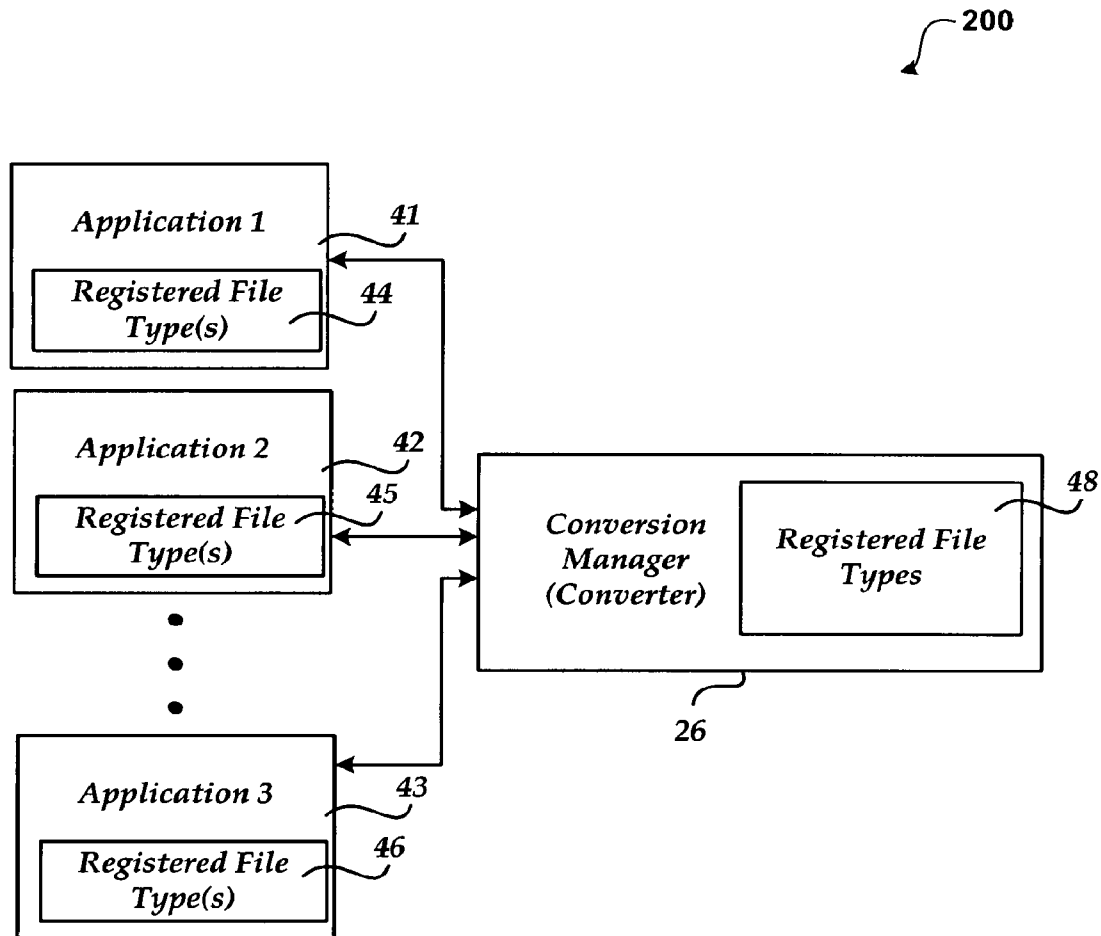 200
Application 1
41
Registered File
Type(s)
44
Application 2
42
Registered File
Type(s)
45
Conversion
Manager
(Converter)
Registered File
Types
48
26
Application 3
43
Registered File
Type(s)
46